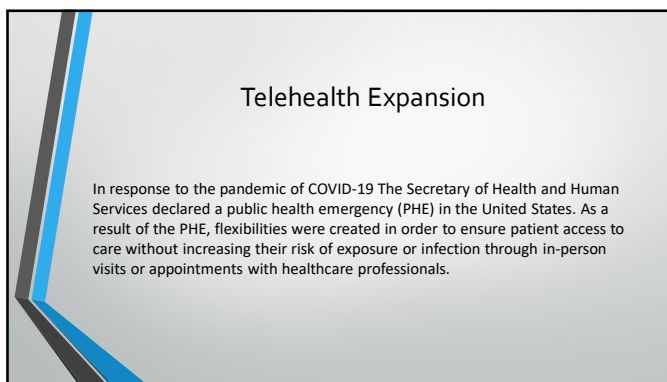 Telehealth Expansion
In response to the pandemic of COVID-19 The Secretary of Health and Human
Services declared a public health emergency (PHE) in the United States. As a
result of the PHE, flexibilities were created in order to ensure patient access to
care without increasing their risk of exposure or infection through in-person
visits or appointments with healthcare professionals.